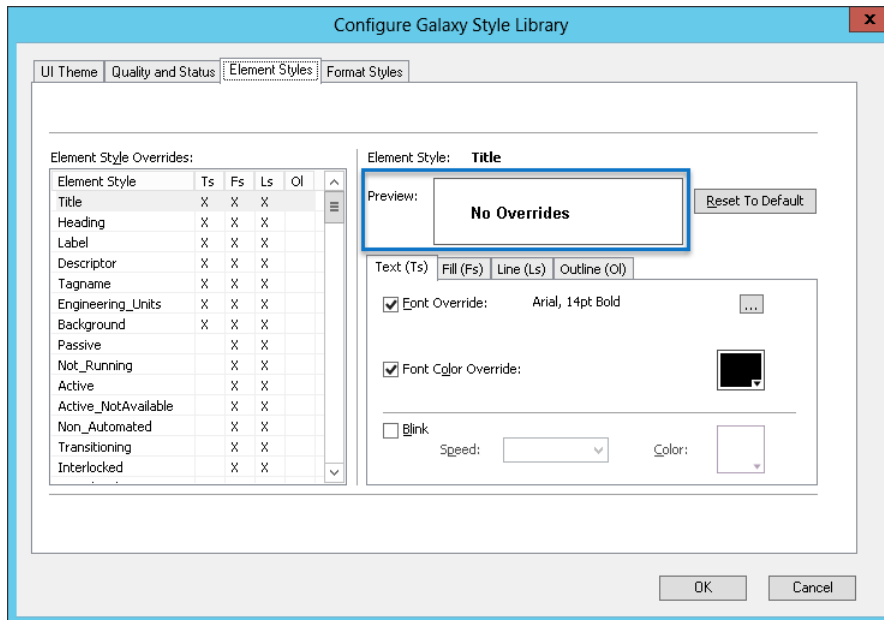 Configure Galaxy Style Library
x
UI Theme Quality and Status Element Styles Format Styles
Element Style Overrides:
Element Style Ts Fs Ls Ol
Title X X X
Heading X X X
Label X X X
Descriptor X X X
Tagname X X X
Engineering_Units X X X
Background X X X
Passive X X
Not_Running X X
Active X X
Active_NotAvailable X X
Non_Automated X X
Transitioning X X
Interlocked X X
Element Style: Title
Preview: No Overrides Reset To Default
Text (Ts) Fill (Fs) Line (Ls) Outline (Ol)
Font Override: Arial, 14pt Bold ...
Font Color Override:
Blink
Speed: Color:
OK Cancel